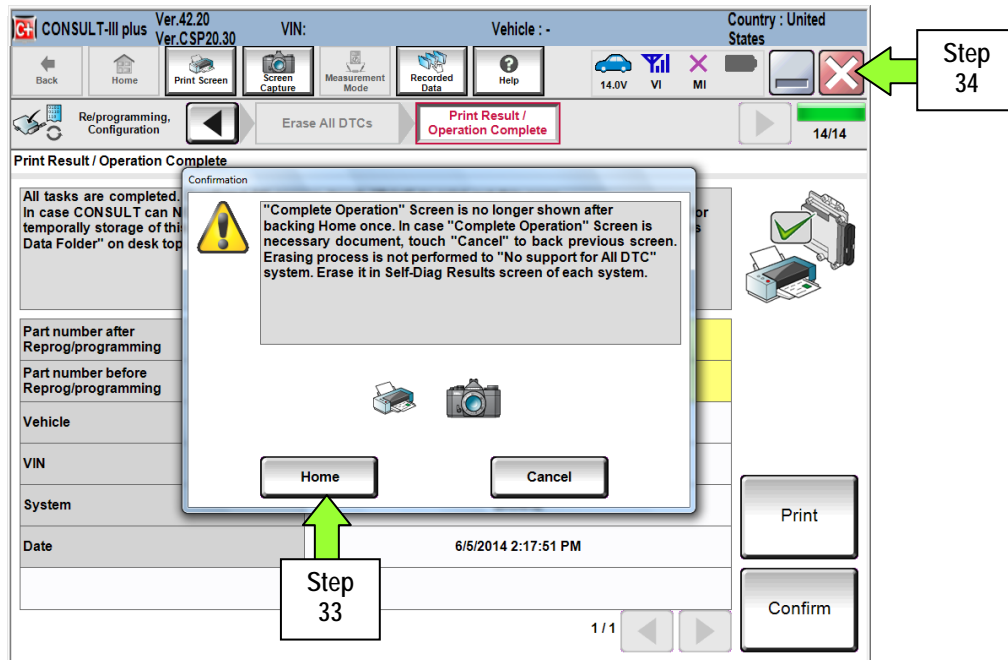 CONSULT-III plus
Ver.42.20
Ver.CSP20.30
VIN:
Vehicle : -
Country : United
States
Back
Home
Print Screen
Screen
Capture
Measurement
Mode
Recorded
Data
Help
14.0V
VI
MI
Step
34
Re/programming,
Configuration
Erase All DTCs
Print Result /
Operation Complete
14/14
Print Result / Operation Complete
All tasks are completed.
In case CONSULT can N
or
temporally storage of thi
s
Data Folder" on desk top
Confirmation
"Complete Operation" Screen is no longer shown after
backing Home once. In case "Complete Operation" Screen is
necessary document, touch "Cancel" to back previous screen.
Erasing process is not performed to "No support for All DTC"
system. Erase it in Self-Diag Results screen of each system.
Home
Cancel
Part number after
Reprog/programming
Part number before
Reprog/programming
Vehicle
VIN
System
Date
6/5/2014 2:17:51 PM
Step
33
Print
Confirm
1/1